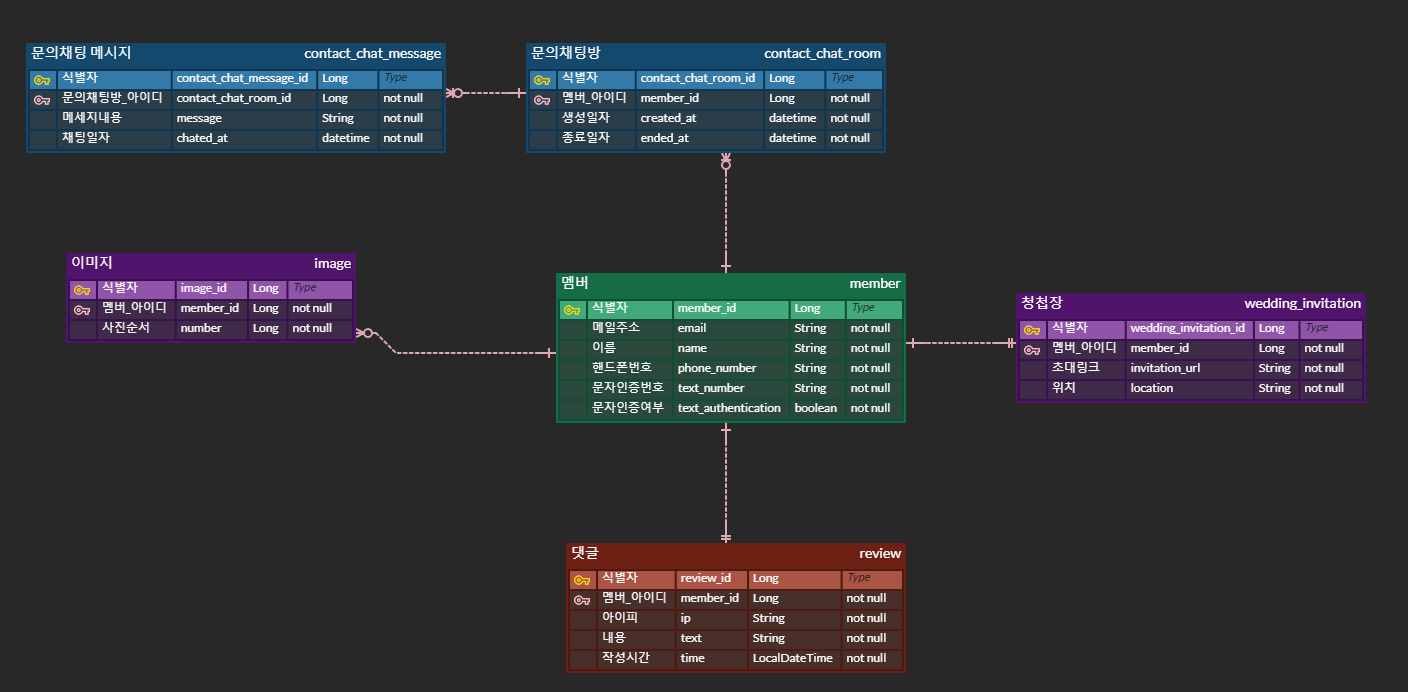 문의채팅 메시지 contact_chat_message
식별자 contact_chat_message_id Long Type
문의채팅방_아이디 contact_chat_room_id Long not null
메세지내용 message String not null
채팅일자 chated_at datetime not null
문의채팅방 contact_chat_room
식별자 contact_chat_room_id Long Type
멤버_아이디 member_id Long not null
생성일자 created_at datetime not null
종료일자 ended_at datetime not null
이미지 image
식별자 image_id Long Type
멤버_아이디 member_id Long not null
사진순서 number Long not null
멤버 member
식별자 member_id Long Type
메일주소 email String not null
이름 name String not null
핸드폰번호 phone_number String not null
문자인증번호 text_number String not null
문자인증여부 text_authentication boolean not null
청첩장 wedding_invitation
식별자 wedding_invitation_id Long Type
멤버_아이디 member_id Long not null
초대링크 invitation_url String not null
위치 location String not null
댓글 review
식별자 review_id Long Type
멤버_아이디 member_id Long not null
아이피 ip String not null
내용 text String not null
작성시간 time LocalDateTime not null